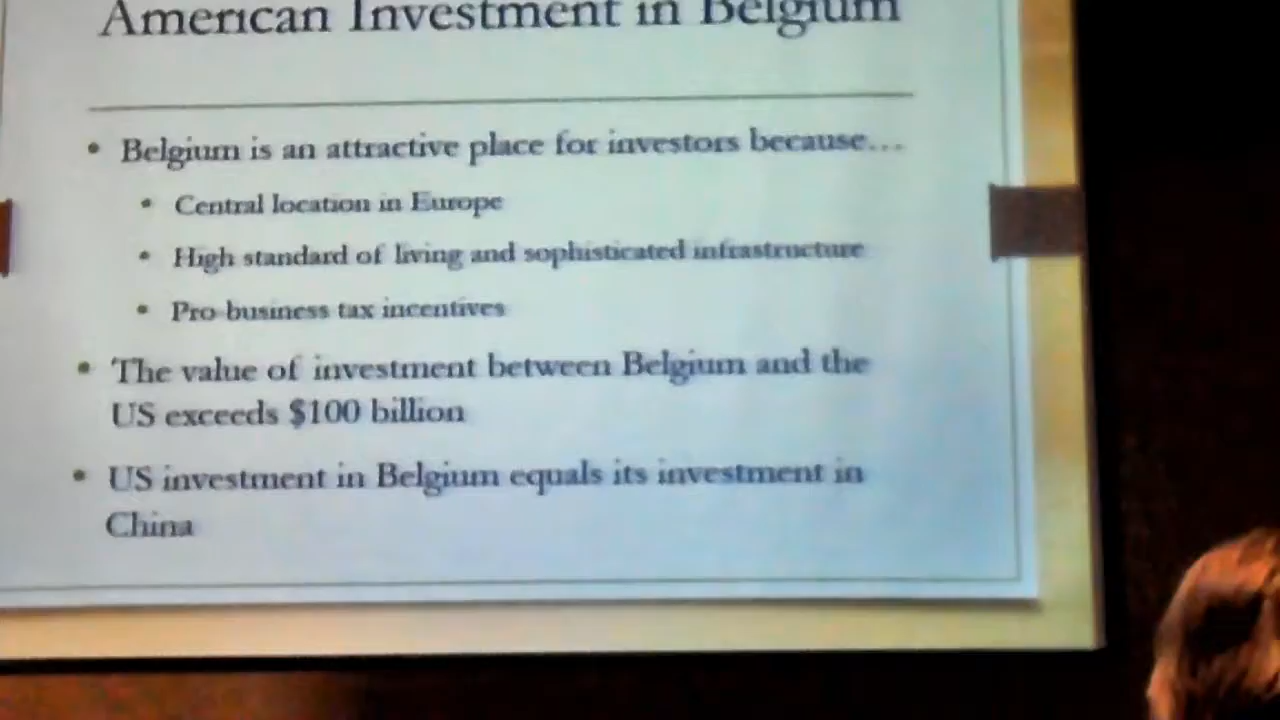 American Investment in Belgium
• Belgium is an attractive place for investors because...
• Central location in Europe
• High standard of living and sophisticated infrastructure
• Pro-business tax incentives
• The value of investment between Belgium and the
US exceeds $100 billion
• US investment in Belgium equals its investment in
China